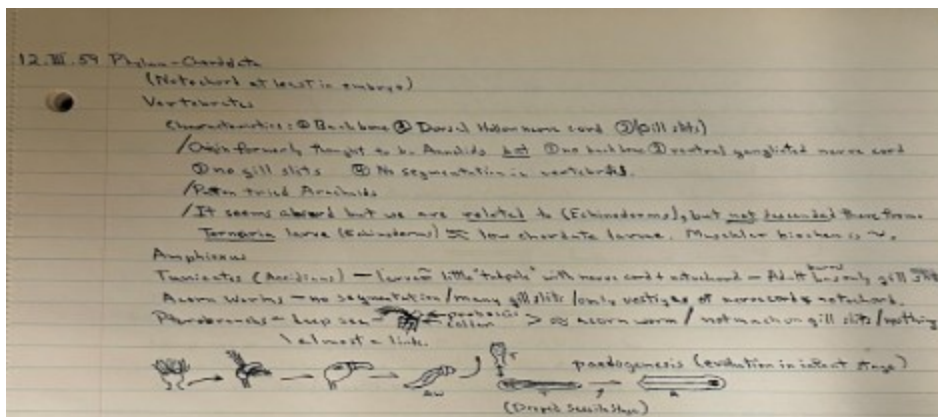 12.III.59 Phylum - Chordata
(Notochord at least in embryo)
Vertebrates
Characteristics: ① Backbone ② Dorsal Hollow nerve cord ③ (Gill slits)
/Origin formerly thought to be Annelids but ① no backbone ② ventral ganglioted nerve cord
③ no gill slits ④ No segmentation in vertebrates.
/Patten tried Arachnids
/It seems absurd but we are related to (Echinoderms), but not descended therefrom.
Tornaria larva (Echinoderms) ≈ low chordate larvae. Muscular biochem is ~.
Amphioxus
Tunicates (Ascidians) — larvae little "tadpole" with nerve cord & notochord — Adult has only gill slits
Acorn Worms — no segmentation / many gill slits / only vestiges of nerve cord & notochord.
Pterobranchs — deep sea — proboscis
collar > ≈ acorn worm / not much on gill slits / nothing
\ almost a link.
T
paedogenesis (evolution in infant stage)
AW T A
(Droped Sessile Stage)